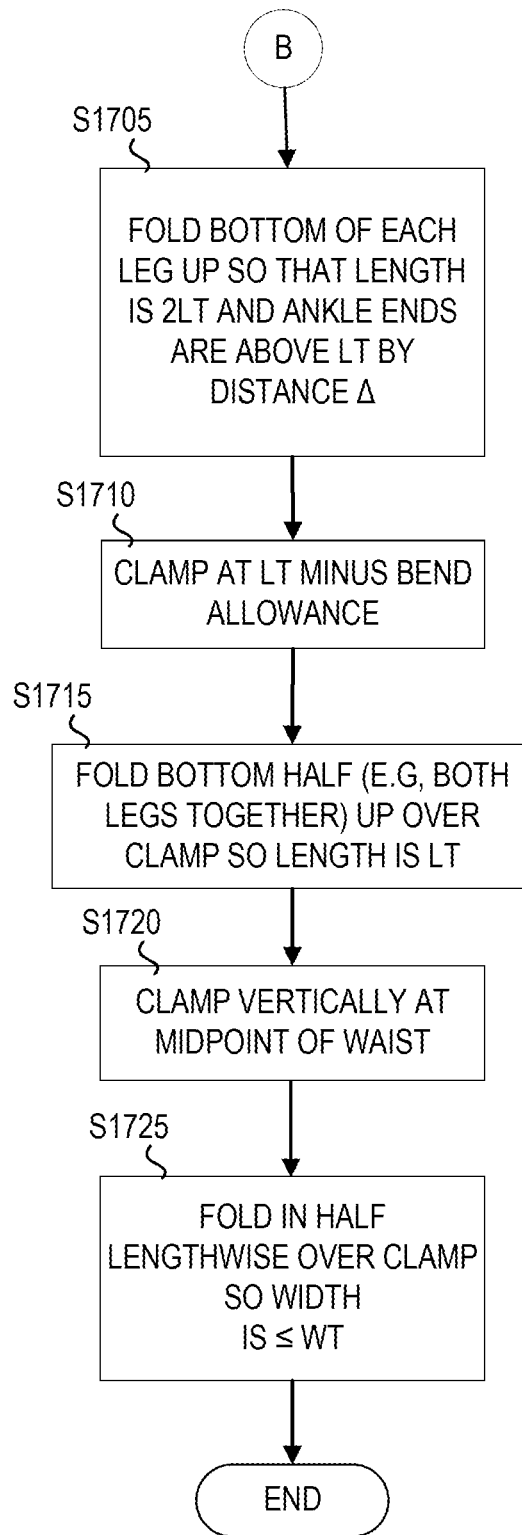 B
S1705
FOLD BOTTOM OF EACH
LEG UP SO THAT LENGTH
IS 2LT AND ANKLE ENDS
ARE ABOVE LT BY
DISTANCE Δ
S1710
CLAMP AT LT MINUS BEND
ALLOWANCE
S1715
FOLD BOTTOM HALF (E.G, BOTH
LEGS TOGETHER) UP OVER
CLAMP SO LENGTH IS LT
S1720
CLAMP VERTICALLY AT
MIDPOINT OF WAIST
S1725
FOLD IN HALF
LENGTHWISE OVER CLAMP
SO WIDTH
IS ≤ WT
END